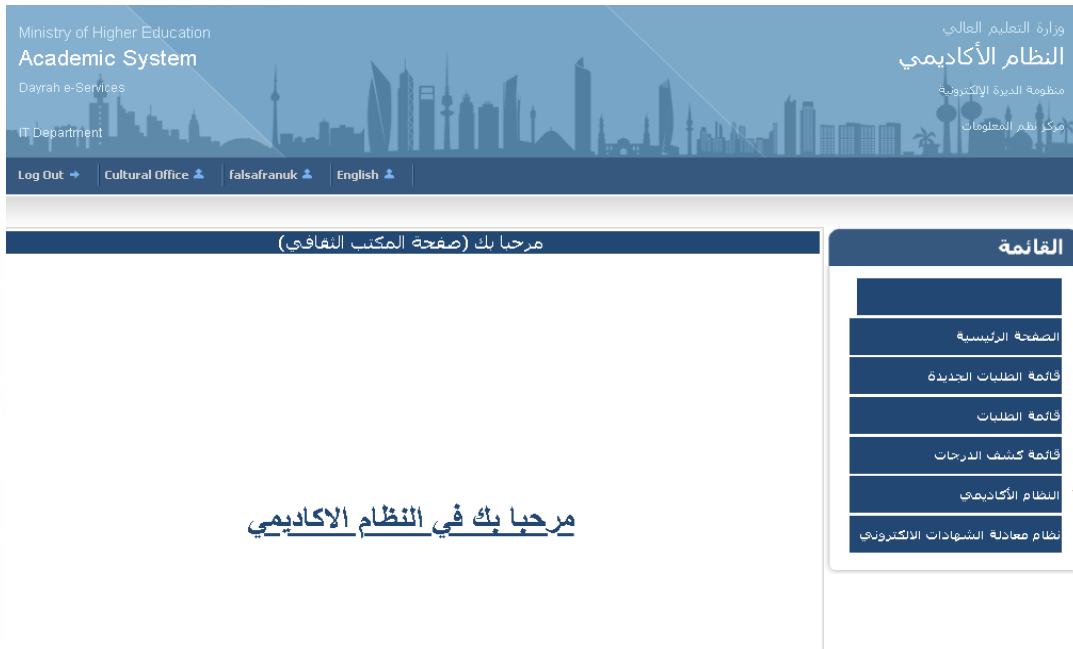 Ministry of Higher Education
Academic System
Dayrah e-Services
IT Department
وزارة التعليم العالي
النظام الأكاديمي
منظومة الديرة الإلكترونية
مركز نظم المعلومات
Log Out
Cultural Office
falsafranuk
English
مرحبا بك (صفحة المكتب الثقافي)
القائمة
الصفحة الرئيسية
قائمة الطلبات الجديدة
قائمة الطلبات
قائمة كشف الدرجات
النظام الأكاديمي
نظام معادلة الشهادات الالكتروني
مرحبا بك في النظام الاكاديمي